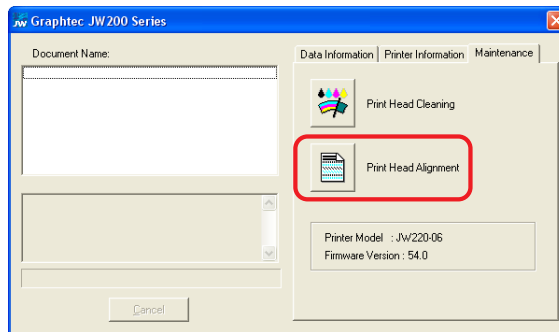 JW Graphtec JW200 Series
Document Name:
Data Information Printer Information Maintenance
Print Head Cleaning
Print Head Alignment
Printer Model : JW220-06
Firmware Version : 54.0
Cancel